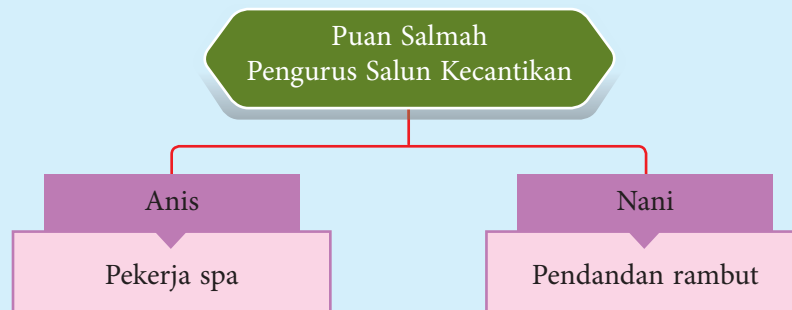 Puan Salmah
Pengurus Salun Kecantikan
Anis
Nani
Pekerja spa
Pendandan rambut